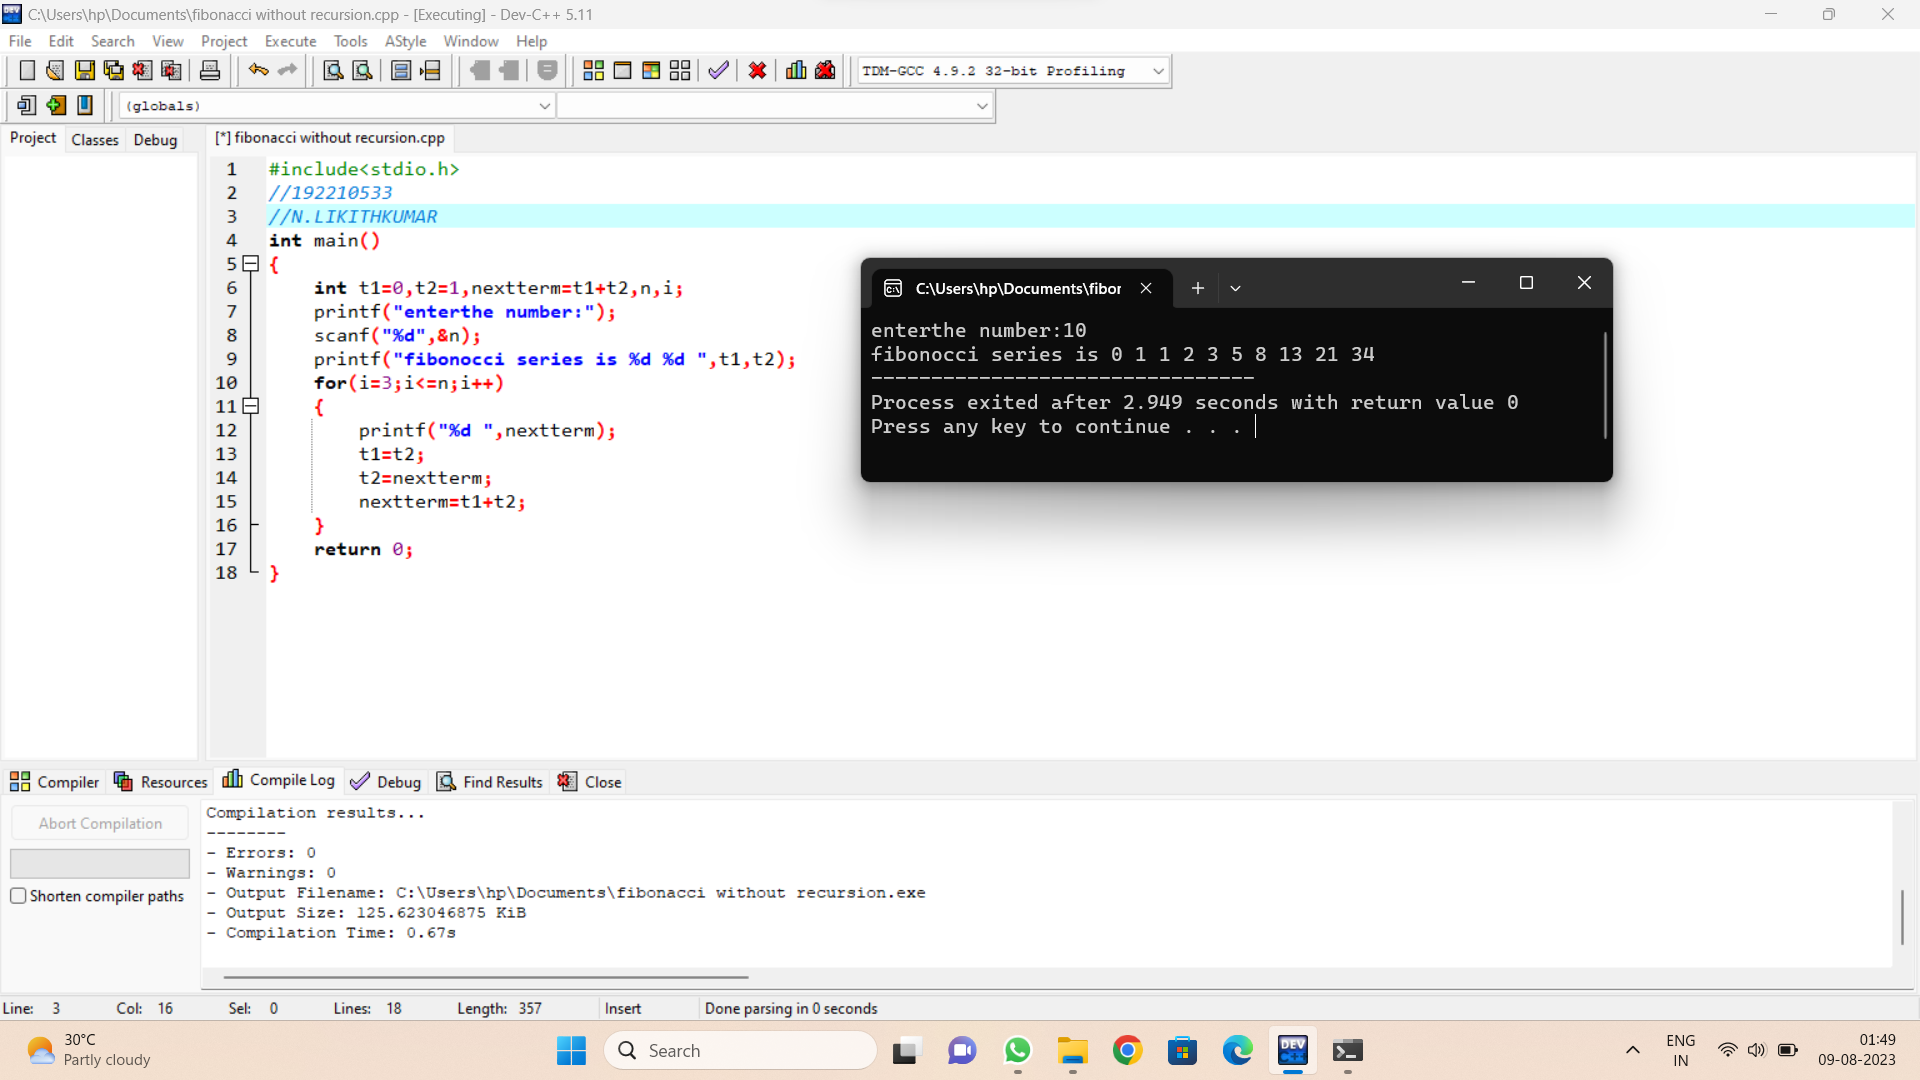 C:\Users\hp\Documents\fibonacci without recursion.cpp - [Executing] - Dev-C++ 5.11
File Edit Search View Project Execute Tools AStyle Window Help
TDM-GCC 4.9.2 32-bit Profiling
(globals)
Project Classes Debug
[*] fibonacci without recursion.cpp
1 #include<stdio.h>
2 //192210533
3 //N.LIKITHKUMAR
4 int main()
5 {
6 int t1=0,t2=1,nextterm=t1+t2,n,i;
7 printf("enterthe number:");
8 scanf("%d",&n);
9 printf("fibonocci series is %d %d ",t1,t2);
10 for(i=3;i<=n;i++)
11 {
12 printf("%d ",nextterm);
13 t1=t2;
14 t2=nextterm;
15 nextterm=t1+t2;
16 }
17 return 0;
18 }
C:\Users\hp\Documents\fibor
enterthe number:10
fibonocci series is 0 1 1 2 3 5 8 13 21 34
--------------------------------
Process exited after 2.949 seconds with return value 0
Press any key to continue . . .
Compiler Resources Compile Log Debug Find Results Close
Abort Compilation
Shorten compiler paths
Compilation results...
--------
- Errors: 0
- Warnings: 0
- Output Filename: C:\Users\hp\Documents\fibonacci without recursion.exe
- Output Size: 125.623046875 KiB
- Compilation Time: 0.67s
Line: 3 Col: 16 Sel: 0 Lines: 18 Length: 357 Insert Done parsing in 0 seconds
30°C
Partly cloudy
Search
DEV C++
ENG
IN
01:49
09-08-2023